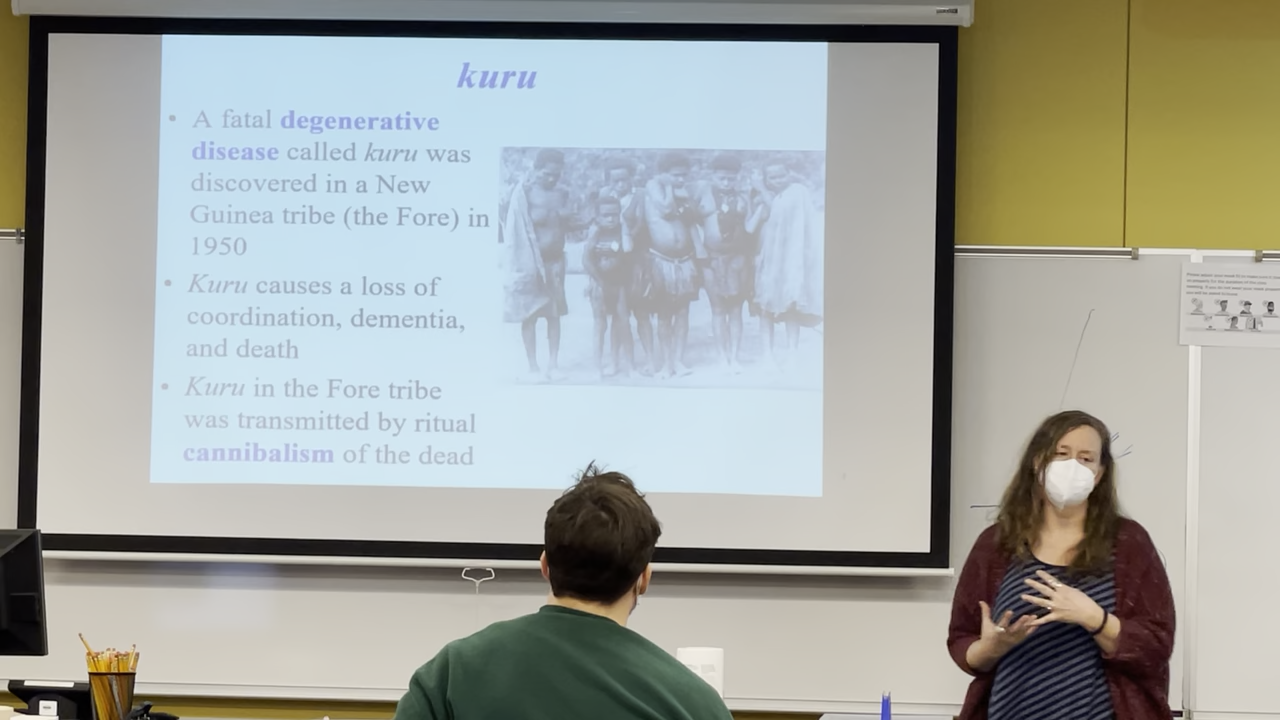 kuru
• A fatal degenerative
disease called kuru was
discovered in a New
Guinea tribe (the Fore) in
1950
• Kuru causes a loss of
coordination, dementia,
and death
• Kuru in the Fore tribe
was transmitted by ritual
cannibalism of the dead